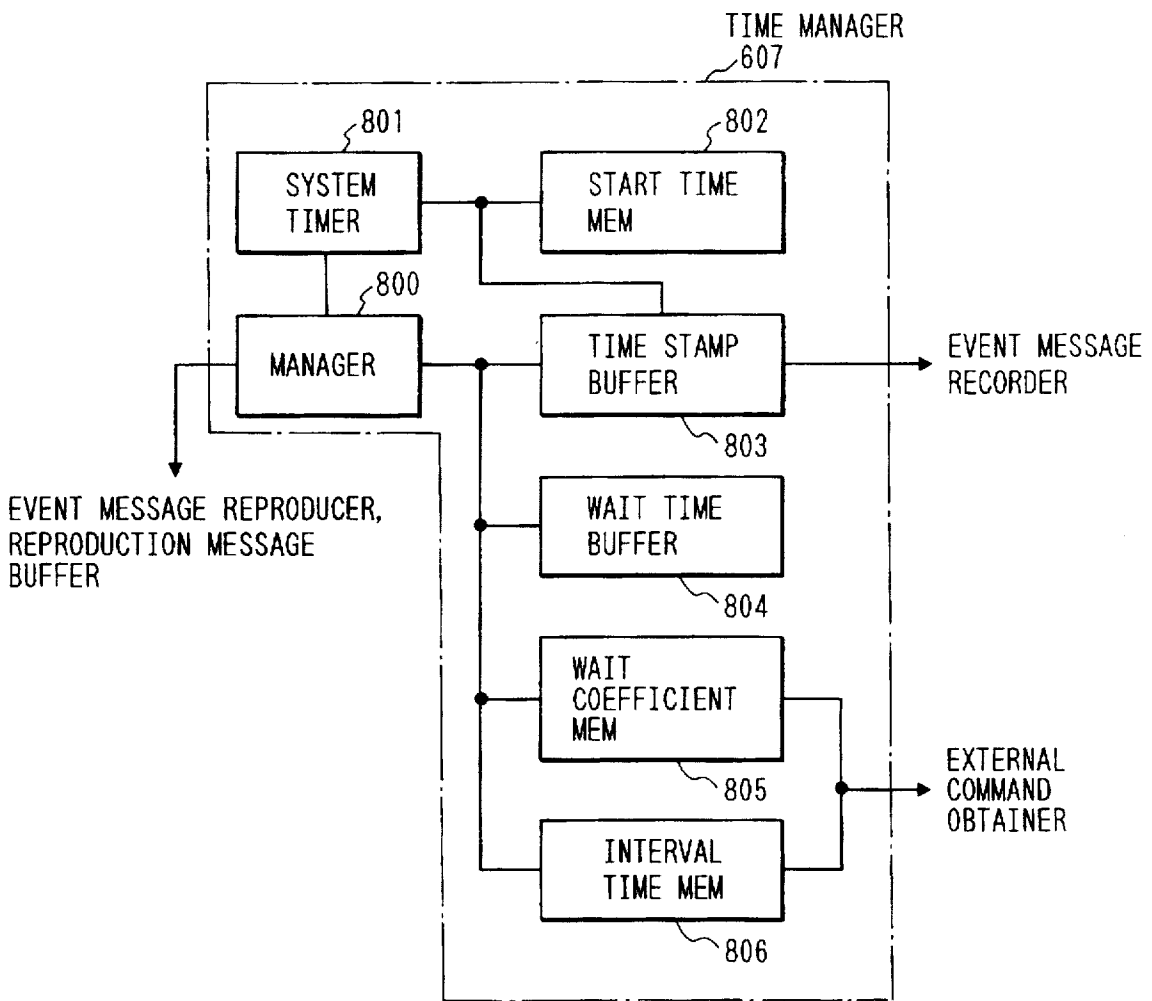 TIME MANAGER
607
801
802
SYSTEM
TIMER
START TIME
MEM
800
MANAGER
TIME STAMP
BUFFER
803
EVENT MESSAGE
RECORDER
EVENT MESSAGE REPRODUCER,
REPRODUCTION MESSAGE
BUFFER
WAIT TIME
BUFFER
804
WAIT
COEFFICIENT
MEM
805
EXTERNAL
COMMAND
OBTAINER
INTERVAL
TIME MEM
806